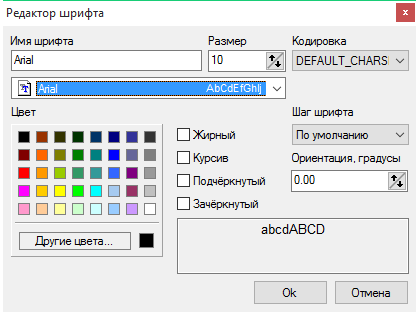 Редактор шрифта
Имя шрифта
Размер
Кодировка
Arial
10
DEFAULT_CHARS
Arial
AbCdEfGhIj
Цвет
Шаг шрифта
Жирный
По умолчанию
Курсив
Ориентация, градусы
Подчёркнутый
0.00
Зачёркнутый
abcdABCD
Другие цвета...
Ok
Отмена